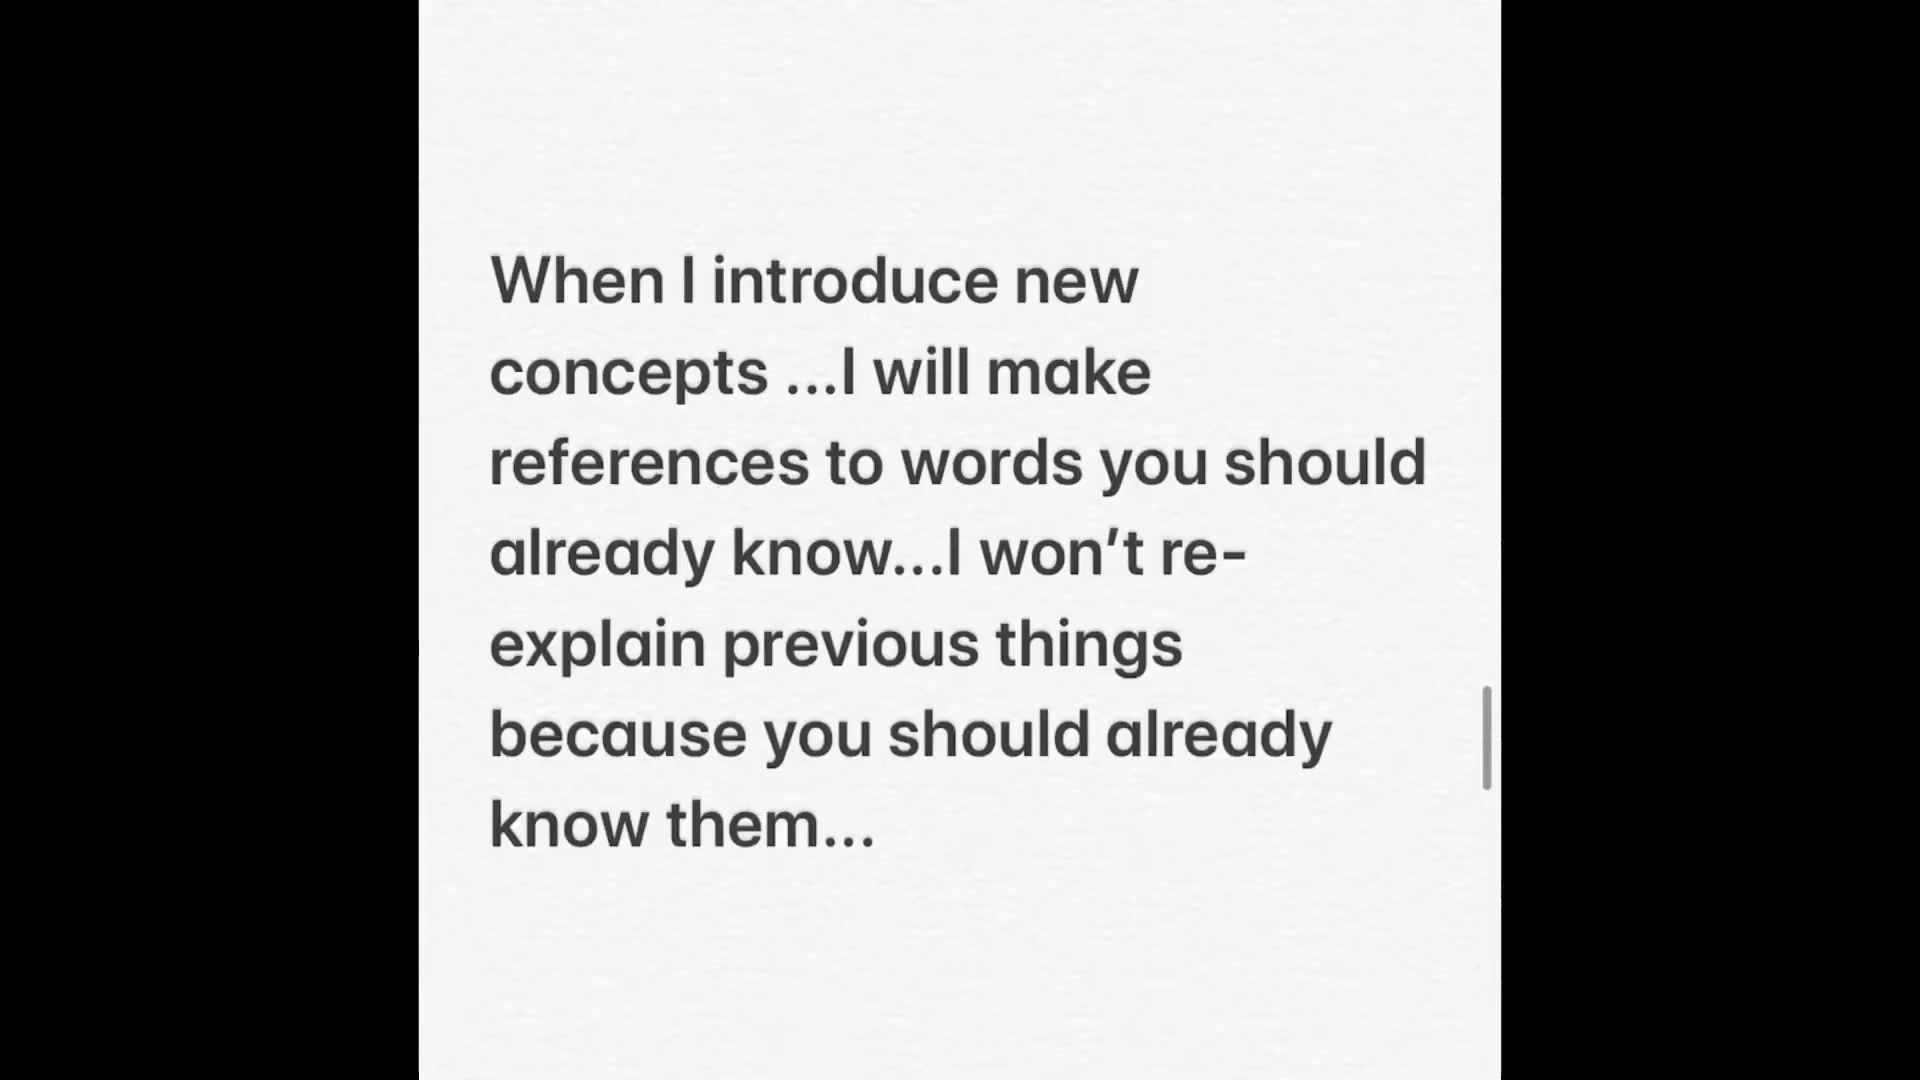 When I introduce new
concepts ...I will make
references to words you should
already know...I won't re-
explain previous things
because you should already
know them...